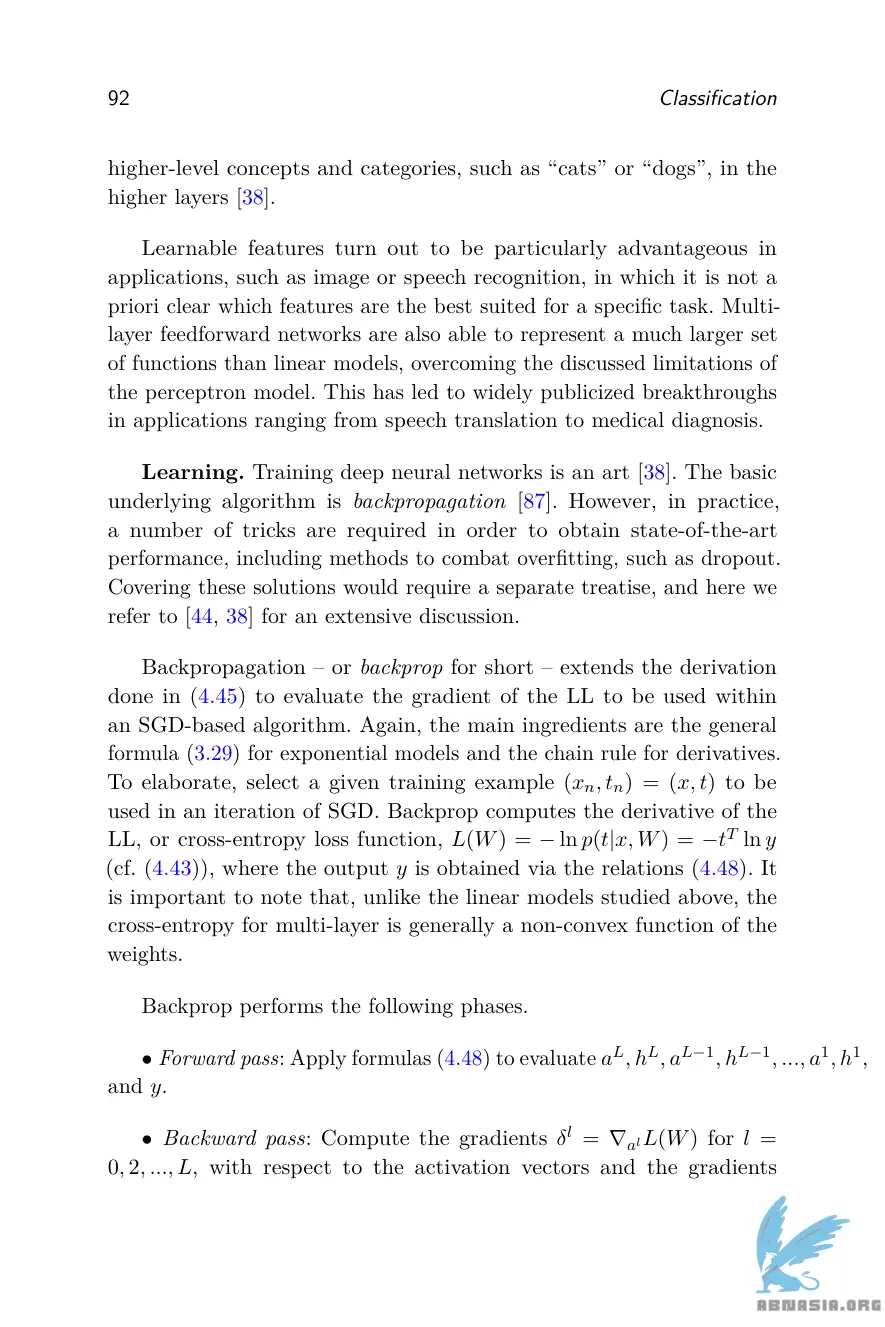 92 Classification
higher-level concepts and categories, such as “cats” or “dogs”, in the
higher layers [38].
Learnable features turn out to be particularly advantageous in
applications, such as image or speech recognition, in which it is not a
priori clear which features are the best suited for a specific task. Multi-
layer feedforward networks are also able to represent a much larger set
of functions than linear models, overcoming the discussed limitations of
the perceptron model. This has led to widely publicized breakthroughs
in applications ranging from speech translation to medical diagnosis.
Learning. Training deep neural networks is an art [38]. The basic
underlying algorithm is backpropagation [87]. However, in practice,
a number of tricks are required in order to obtain state-of-the-art
performance, including methods to combat overfitting, such as dropout.
Covering these solutions would require a separate treatise, and here we
refer to [44, 38] for an extensive discussion.
Backpropagation – or backprop for short – extends the derivation
done in (4.45) to evaluate the gradient of the LL to be used within
an SGD-based algorithm. Again, the main ingredients are the general
formula (3.29) for exponential models and the chain rule for derivatives.
To elaborate, select a given training example (xₙ, tₙ) = (x, t) to be
used in an iteration of SGD. Backprop computes the derivative of the
LL, or cross-entropy loss function, L(W) = − ln p(t|x, W) = −tᵀ ln y
(cf. (4.43)), where the output y is obtained via the relations (4.48). It
is important to note that, unlike the linear models studied above, the
cross-entropy for multi-layer is generally a non-convex function of the
weights.
Backprop performs the following phases.
• Forward pass: Apply formulas (4.48) to evaluate a^L, h^L, a^{L−1}, h^{L−1}, ..., a^1, h^1,
and y.
• Backward pass: Compute the gradients δ^l = ∇_{a^l} L(W) for l =
0, 2, ..., L, with respect to the activation vectors and the gradients
ABNASIA.ORG